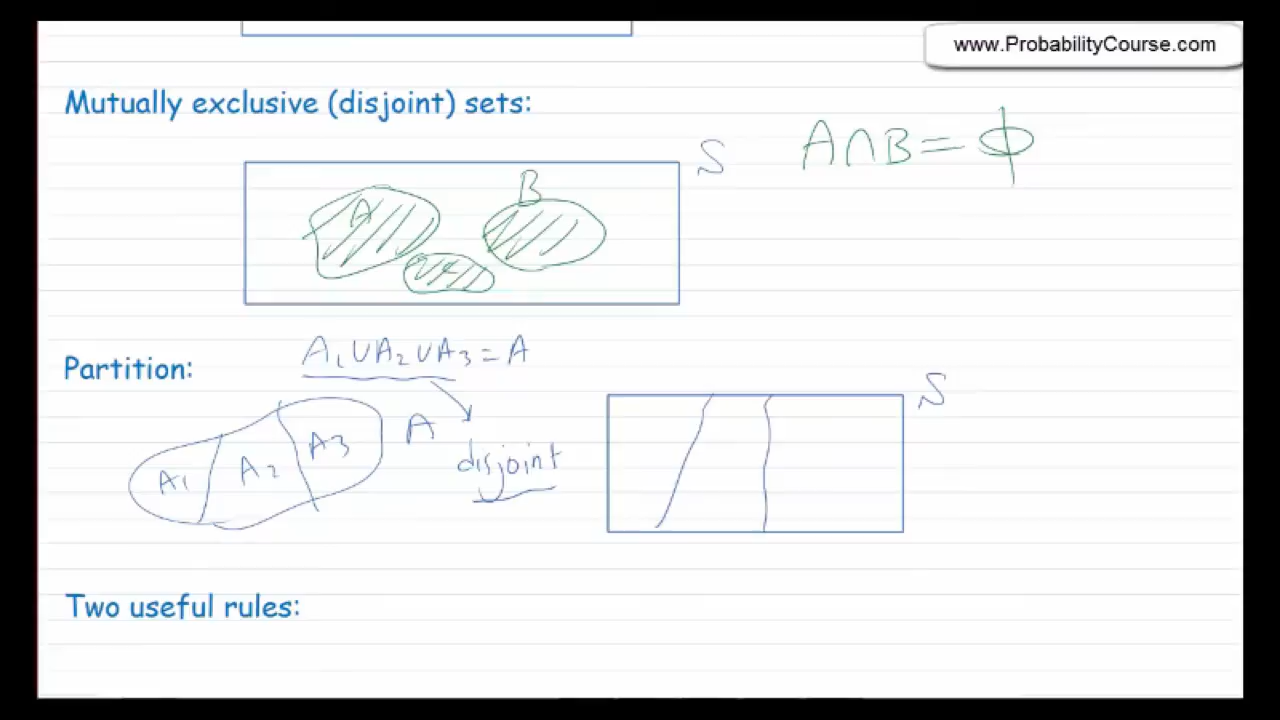 www.ProbabilityCourse.com
Mutually exclusive (disjoint) sets:
S
A∩B=ϕ
B
A
Partition:
A₁∪A₂∪A₃=A
S
A
A₁
A₂
A₃
disjoint
Two useful rules: